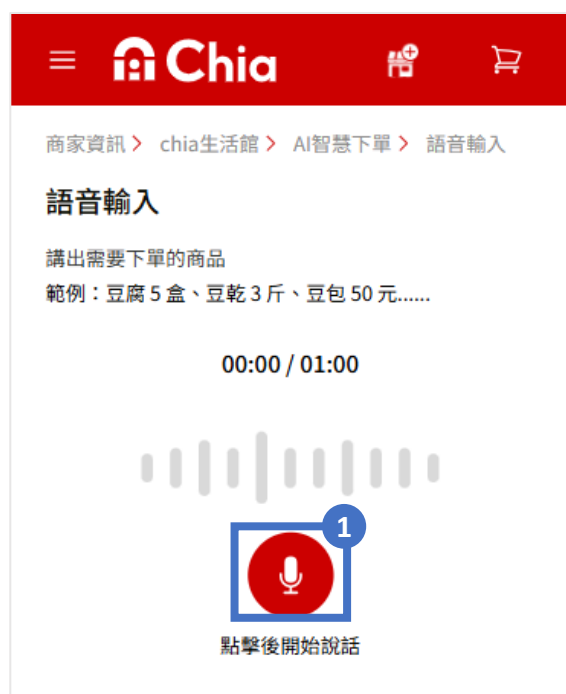 Chia
商家資訊 > chia生活館 > AI智慧下單 > 語音輸入
語音輸入
講出需要下單的商品
範例：豆腐 5 盒、豆乾 3 斤、豆包 50 元......
00:00 / 01:00
1
點擊後開始說話